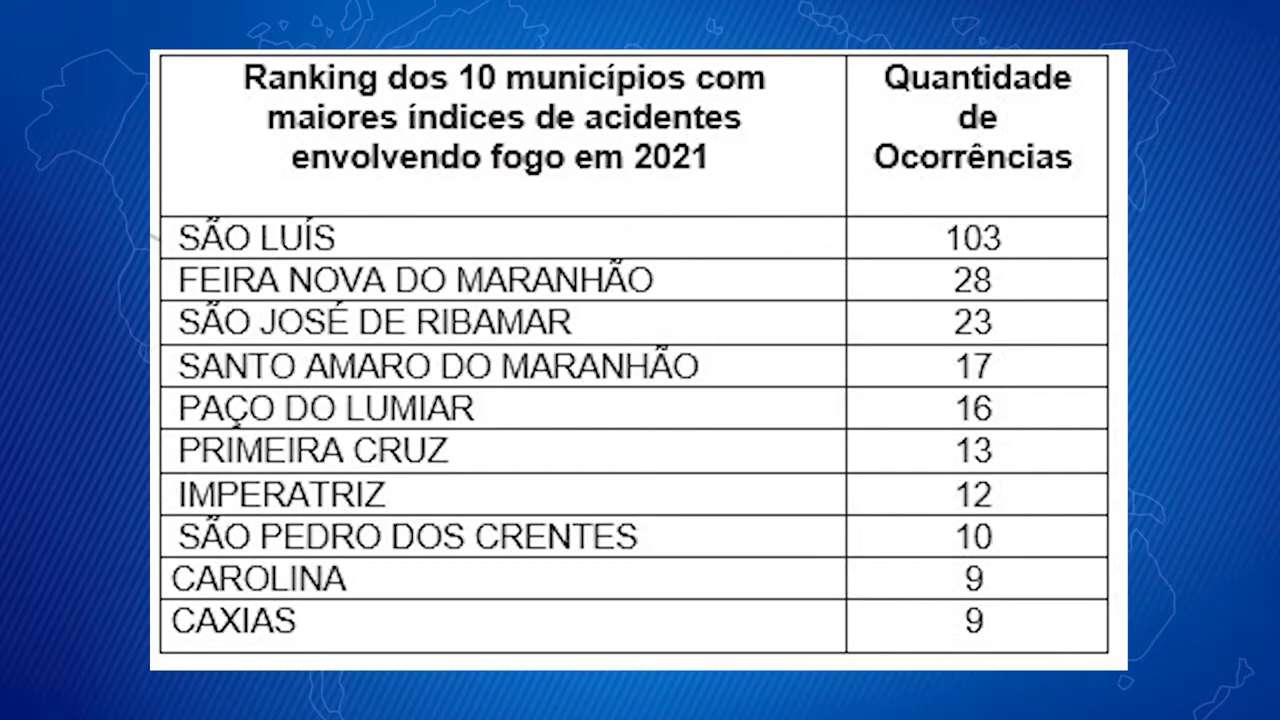 Ranking dos 10 municípios com
maiores índices de acidentes
envolvendo fogo em 2021
Quantidade
de
Ocorrências
SÃO LUÍS 103
FEIRA NOVA DO MARANHÃO 28
SÃO JOSÉ DE RIBAMAR 23
SANTO AMARO DO MARANHÃO 17
PAÇO DO LUMIAR 16
PRIMEIRA CRUZ 13
IMPERATRIZ 12
SÃO PEDRO DOS CRENTES 10
CAROLINA 9
CAXIAS 9